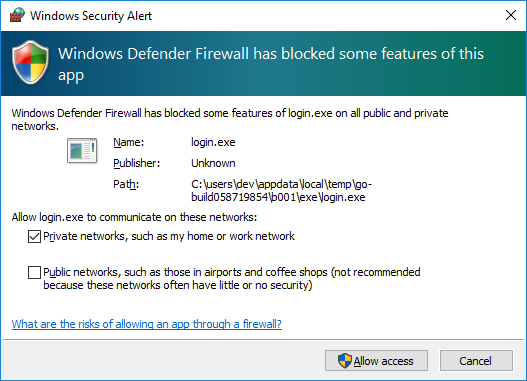 Windows Security Alert
Windows Defender Firewall has blocked some features of this
app
Windows Defender Firewall has blocked some features of login.exe on all public and private
networks.
Name: login.exe
Publisher: Unknown
Path: C:\users\dev\appdata\local\temp\go-
build058719854\b001\exe\login.exe
Allow login.exe to communicate on these networks:
Private networks, such as my home or work network
Public networks, such as those in airports and coffee shops (not recommended
because these networks often have little or no security)
What are the risks of allowing an app through a firewall?
Allow access Cancel